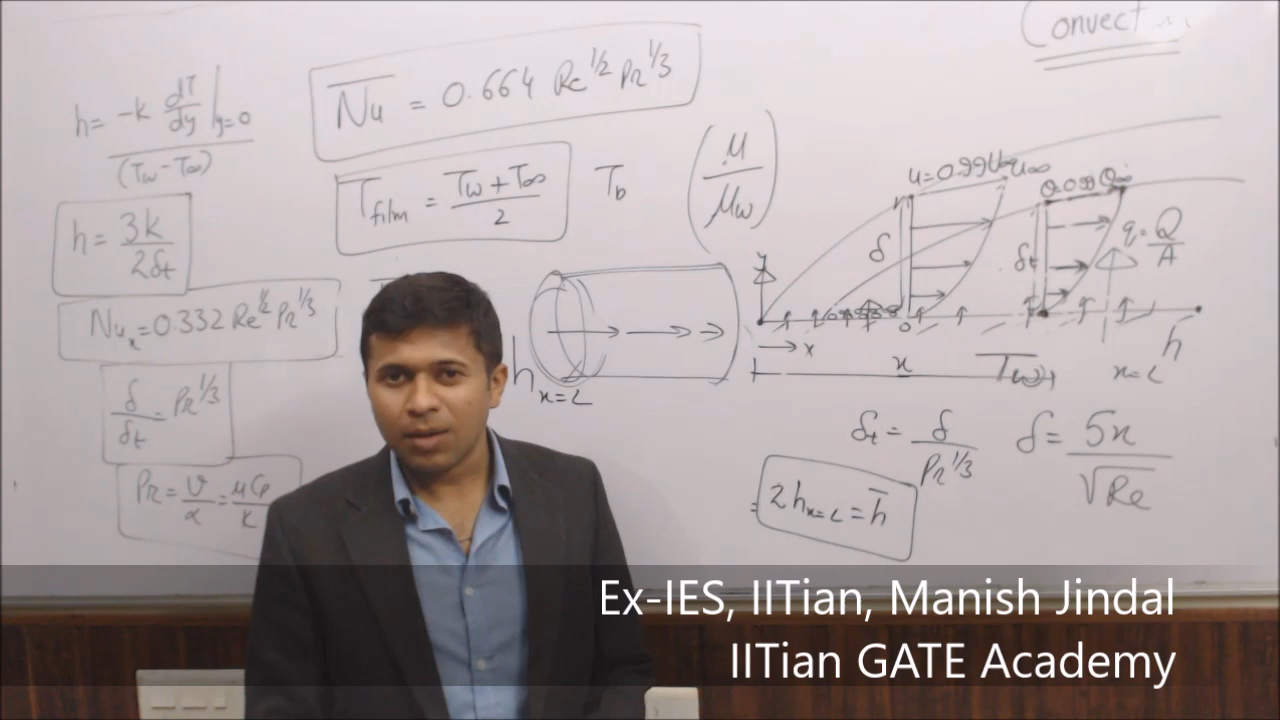 Convect
h = -k dT/dy|y=0 / (Tw - T∞)
N̅u̅ = 0.664 Re^1/2 Pr^1/3
T̅film = Tw + T∞ / 2
Tb
(μ/μw)
h = 3k / 2δt
Nux = 0.332 Re^1/2 Pr^1/3
δ/δt = Pr^1/3
Pr = ν/α = μCp/K
hx=L
u = 0.99U∞
u∞
0.99θ∞
δ
δt
q = Q/A
y
x
0
x
Tw
x=L
h
δt = δ / Pr^1/3
δ = 5x / √Re
= 2hx=L = h̅
Ex-IES, IITian, Manish Jindal
IITian GATE Academy